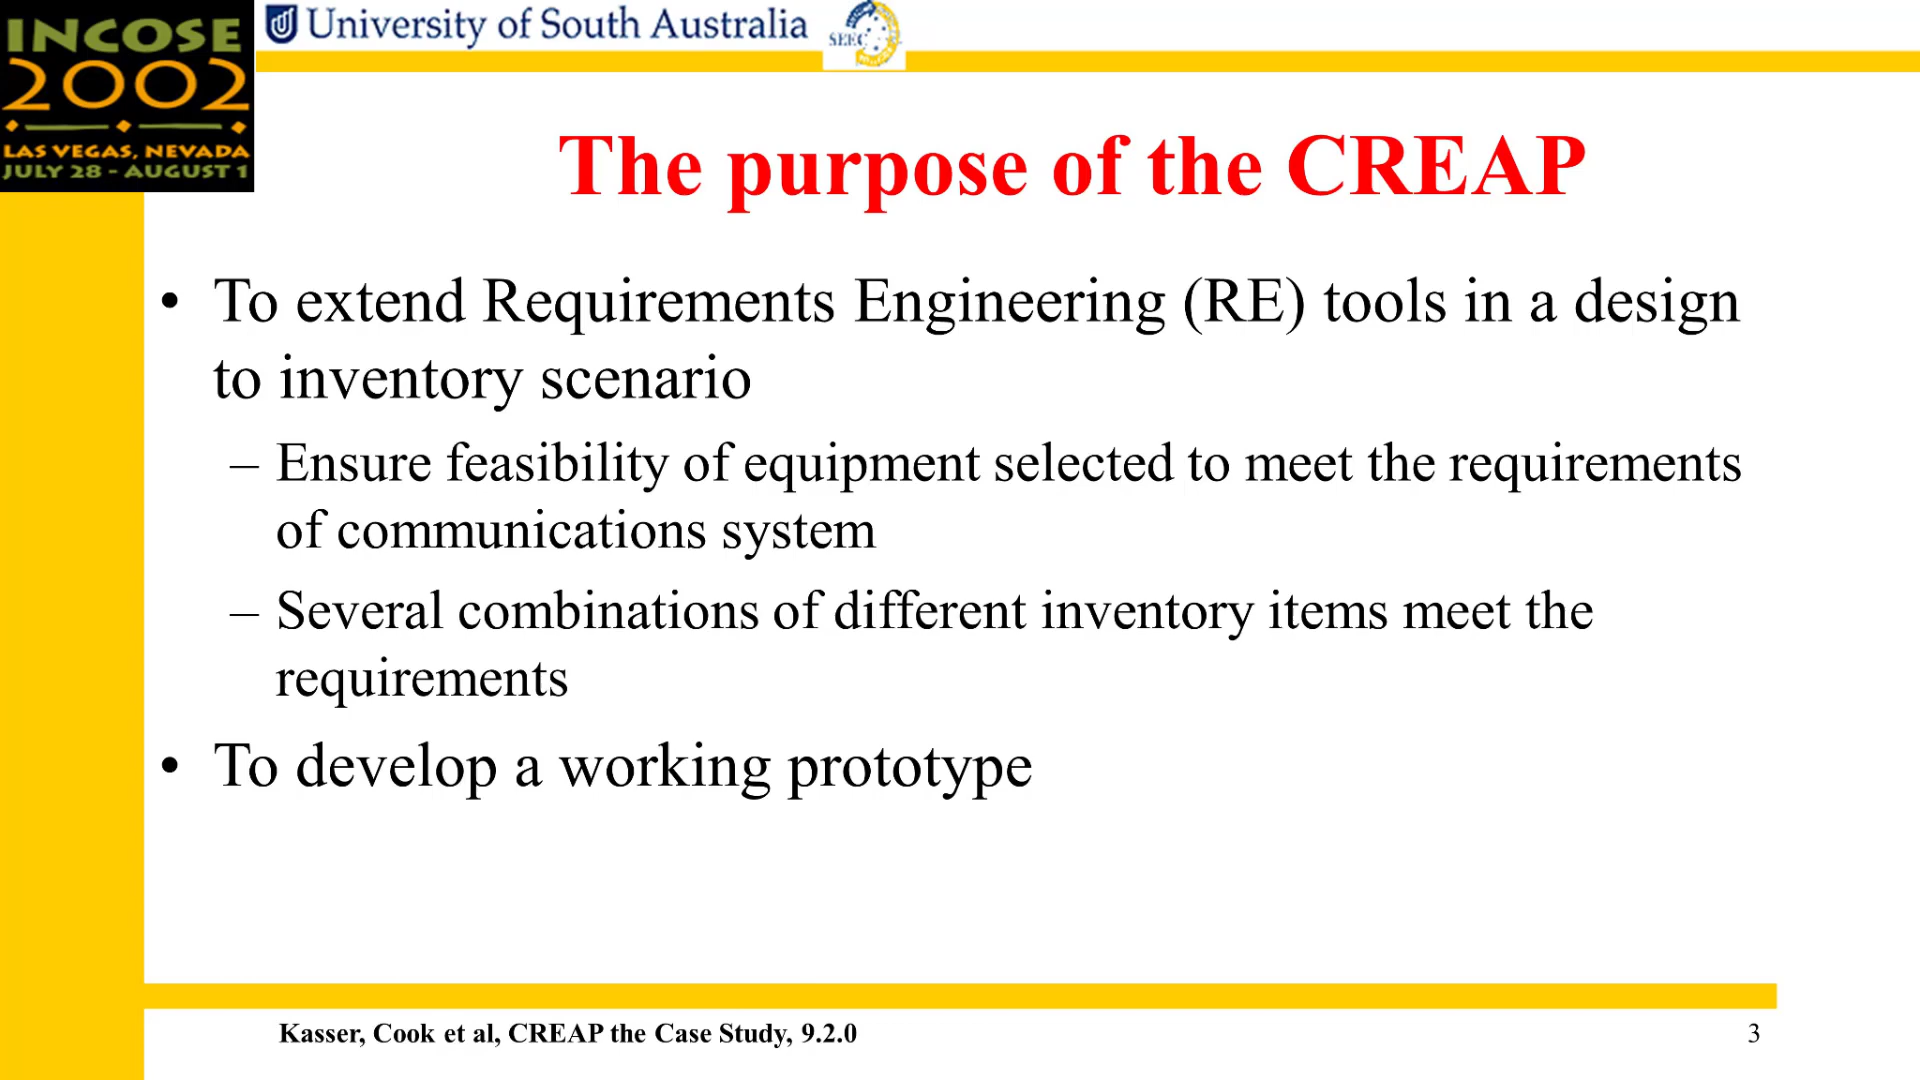 INCOSE
2002
LAS VEGAS, NEVADA
JULY 28 - AUGUST 1
University of South Australia
SEEC
The purpose of the CREAP
• To extend Requirements Engineering (RE) tools in a design
to inventory scenario
– Ensure feasibility of equipment selected to meet the requirements
of communications system
– Several combinations of different inventory items meet the
requirements
• To develop a working prototype
Kasser, Cook et al, CREAP the Case Study, 9.2.0
3